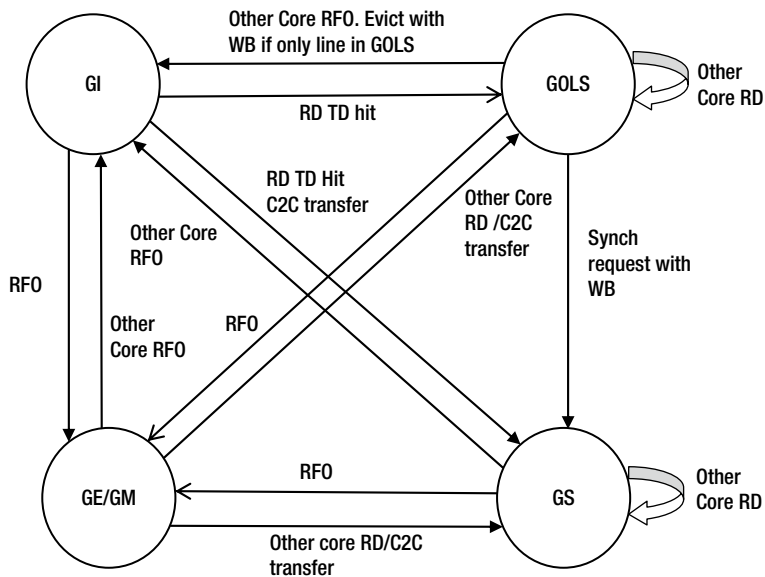 Other Core RFO. Evict with
WB if only line in GOLS
GI
GOLS
Other
Core RD
RD TD hit
RD TD Hit
C2C transfer
Other Core
RD /C2C
transfer
Other Core
RFO
Synch
request with
WB
RFO
Other
Core RFO
RFO
RFO
GE/GM
GS
Other
Core RD
Other core RD/C2C
transfer